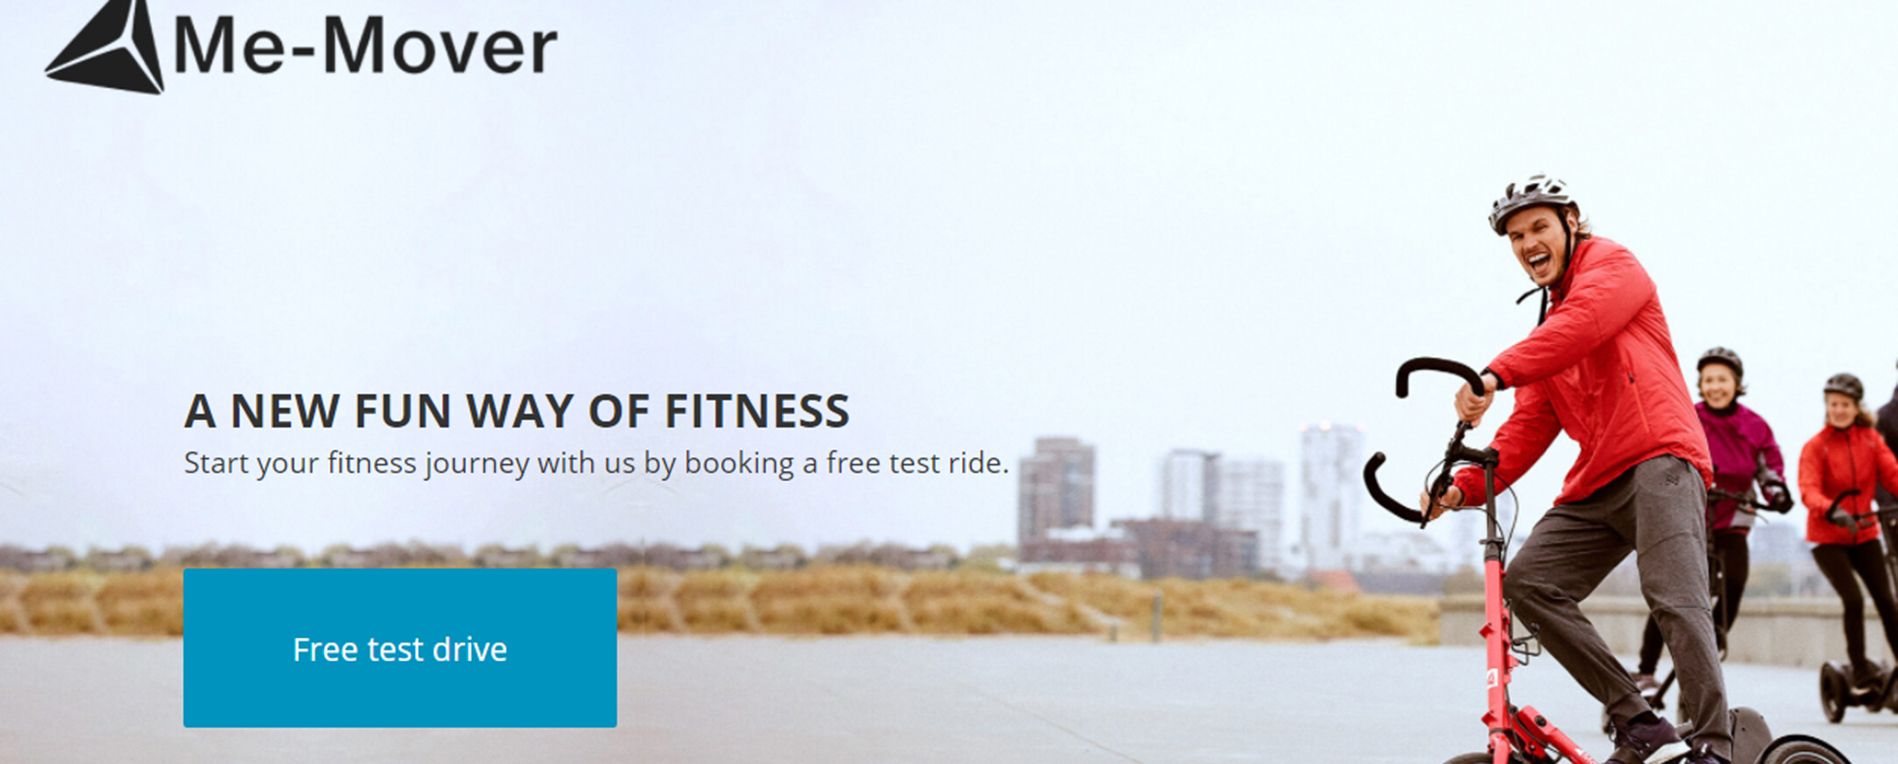 Me-Mover
A NEW FUN WAY OF FITNESS
Start your fitness journey with us by booking a free test ride.
Free test drive